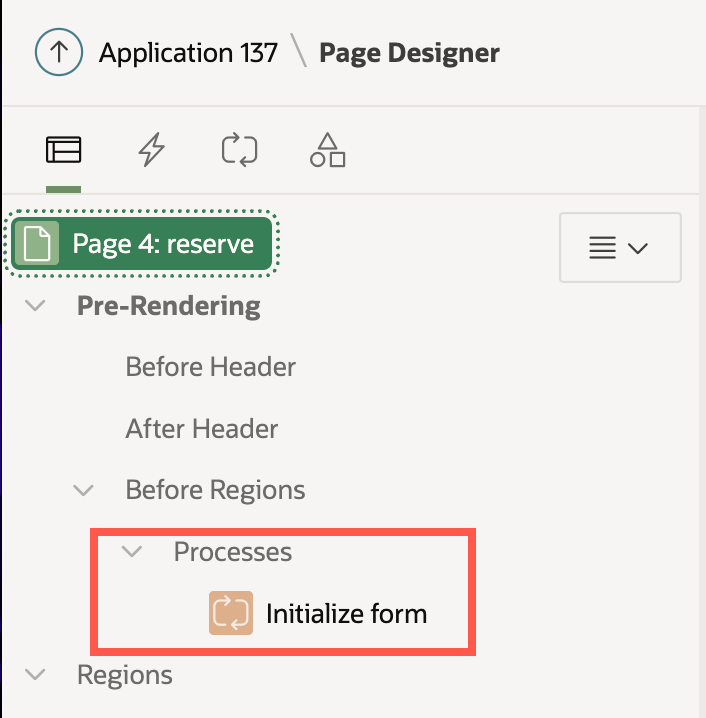 Application 137 \ Page Designer
Page 4: reserve
Pre-Rendering
Before Header
After Header
Before Regions
Processes
Initialize form
Regions